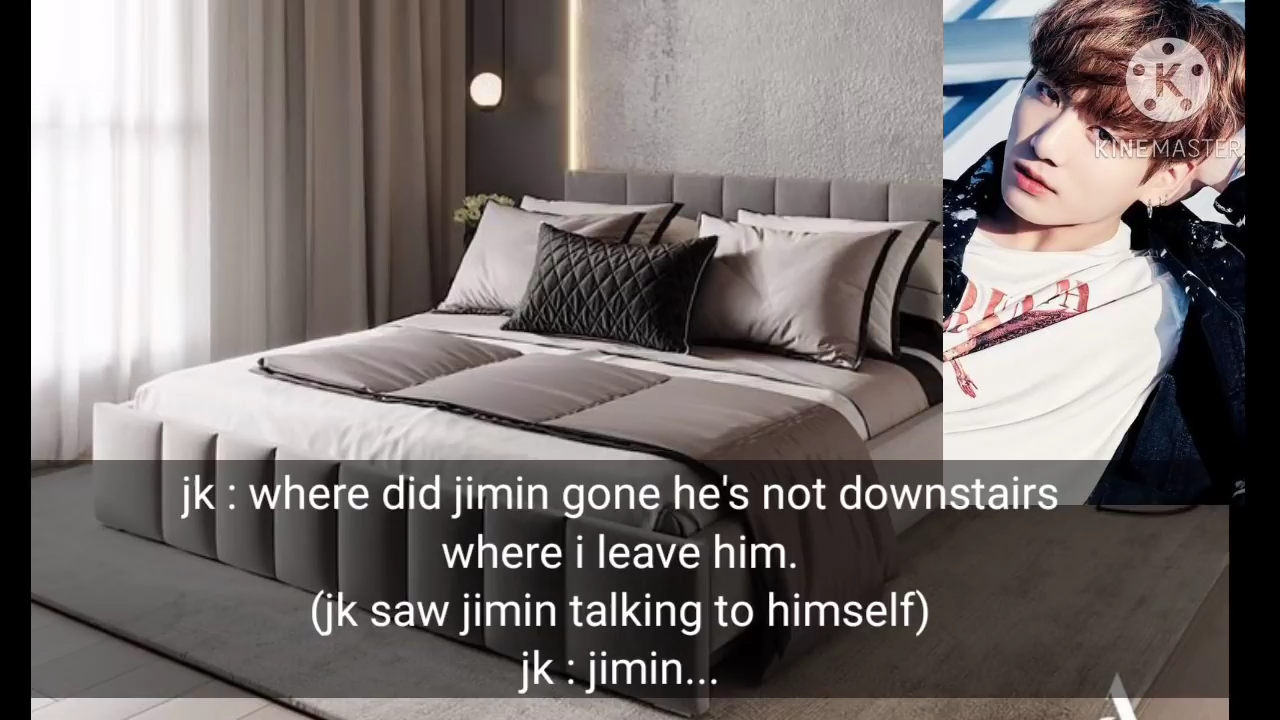 K
KINEMASTER
jk : where did jimin gone he's not downstairs
where i leave him.
(jk saw jimin talking to himself)
jk : jimin...